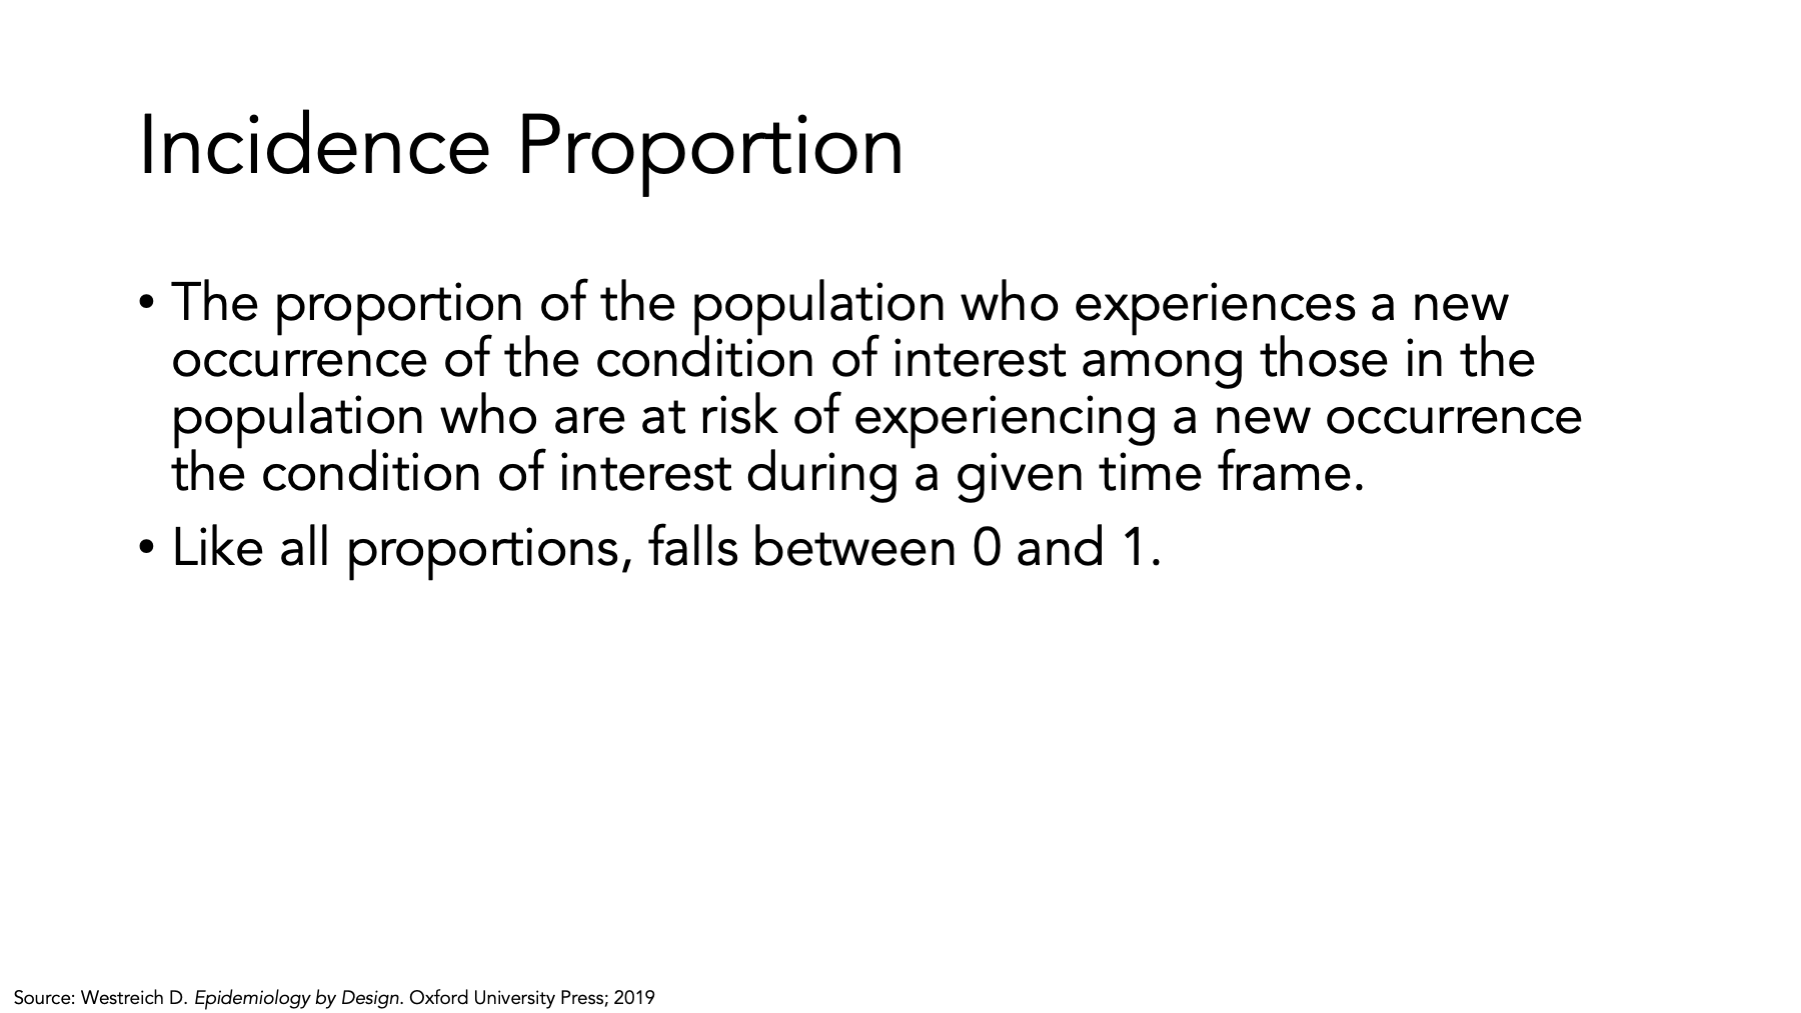 Incidence Proportion
• The proportion of the population who experiences a new
occurrence of the condition of interest among those in the
population who are at risk of experiencing a new occurrence
the condition of interest during a given time frame.
• Like all proportions, falls between 0 and 1.
Source: Westreich D. Epidemiology by Design. Oxford University Press; 2019